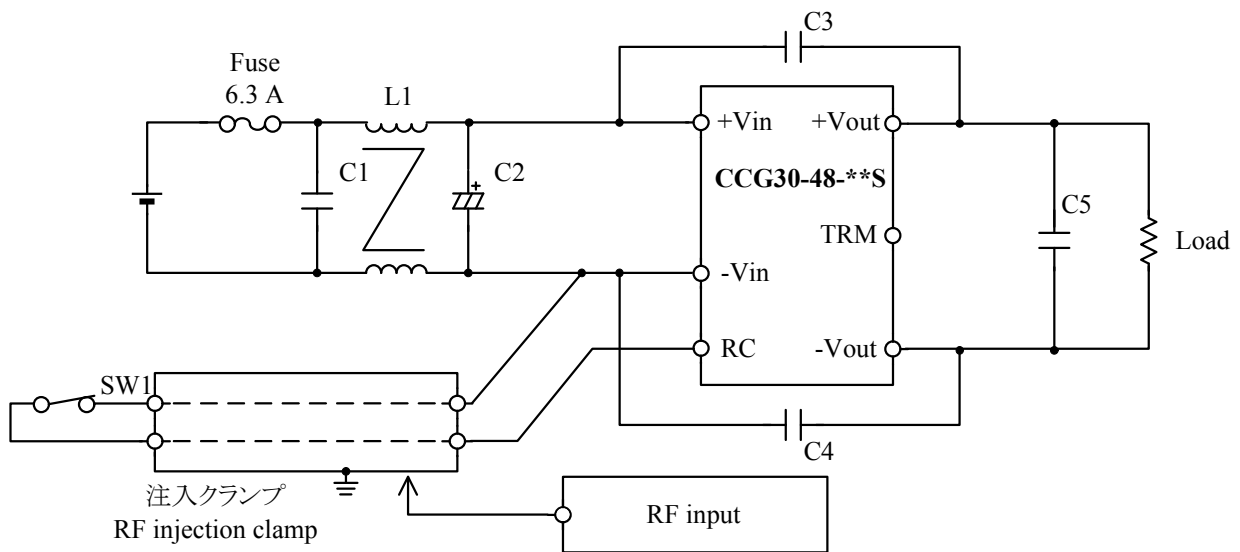 C3
Fuse
6.3 A
L1
+Vin
+Vout
C1
C2
CCG30-48-**S
C5
TRM
Load
-Vin
RC
-Vout
SW1
C4
注入クランプ
RF injection clamp
RF input
+